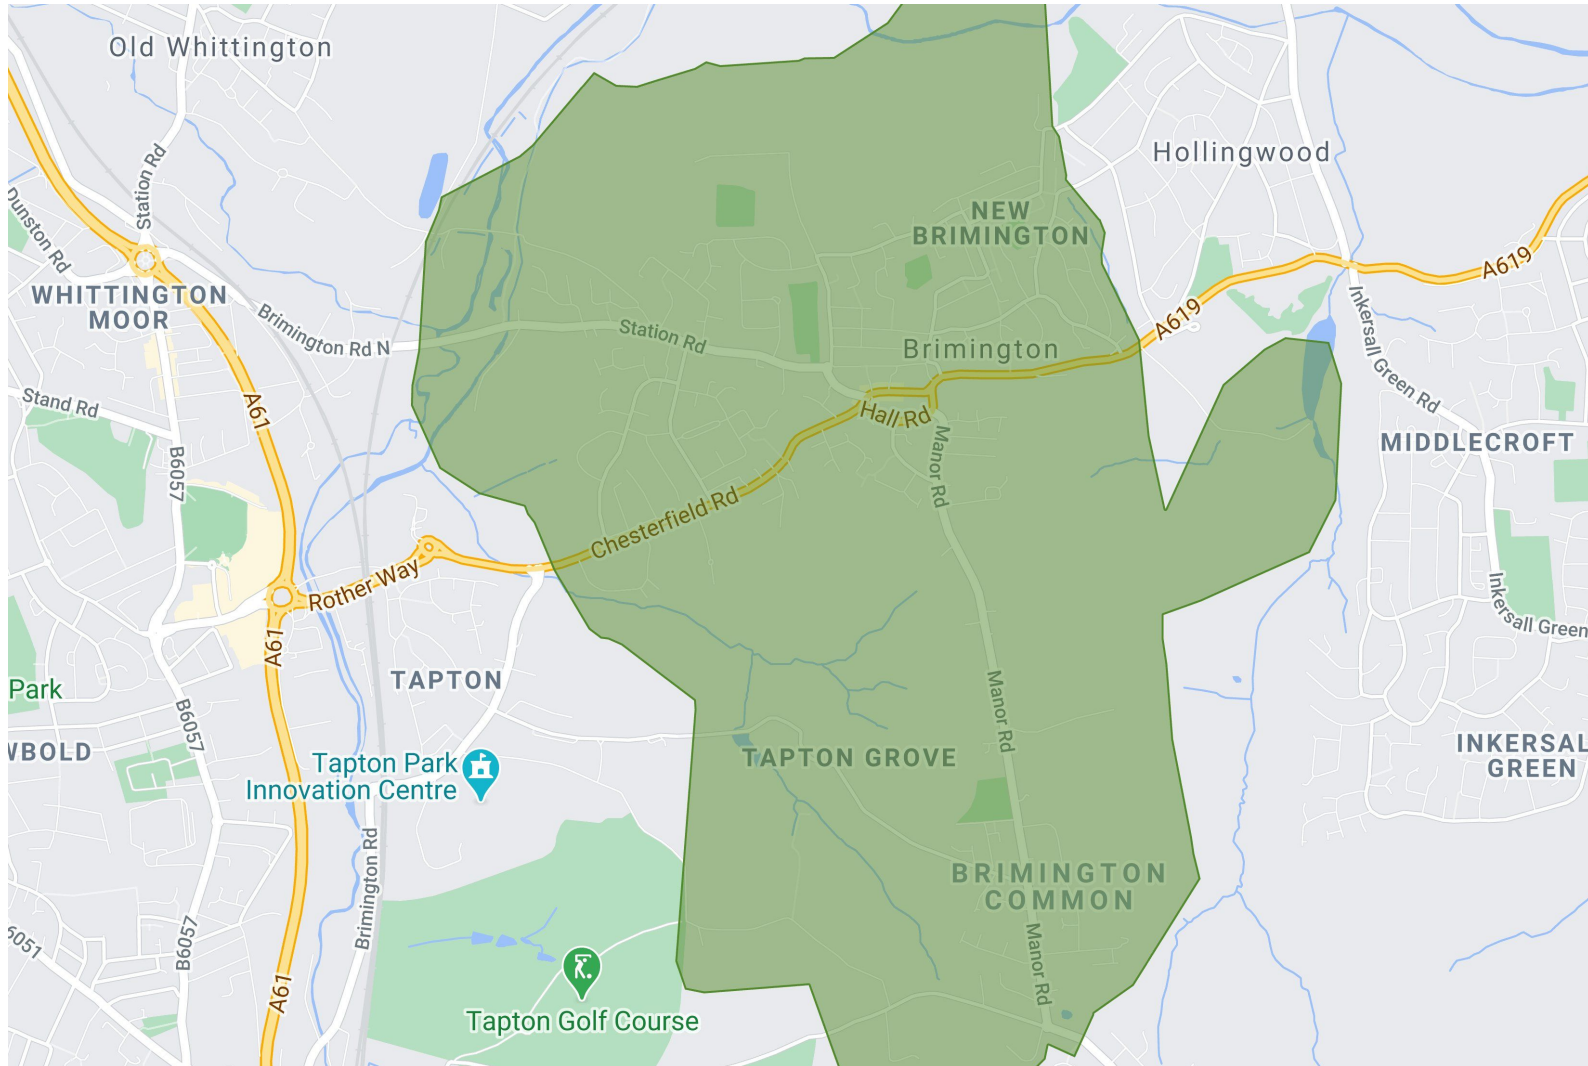 Old Whittington
Station Rd
Dunston Rd
Hollingwood
NEW
BRIMINGTON
A619
A619
WHITTINGTON
MOOR
Brimington Rd N
Station Rd
Brimington
Inkersall Green Rd
Stand Rd
A61
Hall Rd
Manor Rd
MIDDLECROFT
B6057
Chesterfield Rd
Rother Way
Inkersall Green
A61
TAPTON
Park
B6057
Manor Rd
WBOLD
Tapton Park
Innovation Centre
TAPTON GROVE
INKERSAL
GREEN
Brimington Rd
BRIMINGTON
COMMON
6051
B6057
Manor Rd
A61
Tapton Golf Course